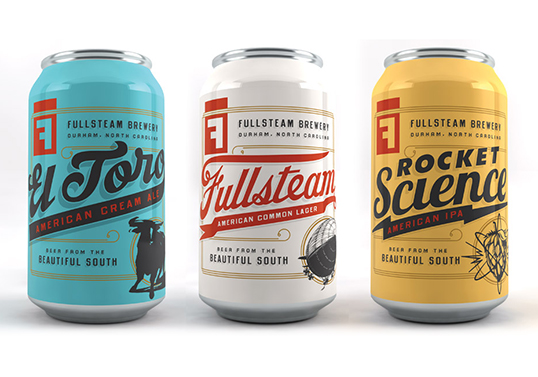 F
FULLSTEAM BREWERY
DURHAM, NORTH CAROLINA
El Toro
AMERICAN CREAM ALE
BEER FROM THE
BEAUTIFUL SOUTH
F
FULLSTEAM BREWERY
DURHAM, NORTH CAROLINA
Fullsteam
AMERICAN COMMON LAGER
BEER FROM THE
BEAUTIFUL SOUTH
F
FULLSTEAM BREWERY
DURHAM, NORTH CAROLINA
ROCKET
Science
AMERICAN IPA
BEER FROM THE
BEAUTIFUL SOUTH